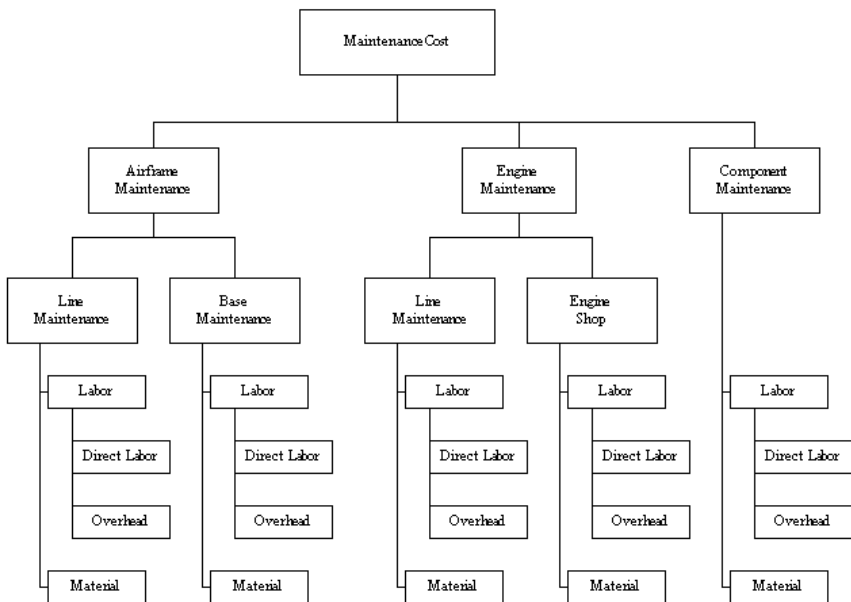 Maintenance Cost
Airframe
Maintenance
Engine
Maintenance
Component
Maintenance
Line
Maintenance
Base
Maintenance
Line
Maintenance
Engine
Shop
Labor
Labor
Labor
Labor
Labor
Direct Labor
Direct Labor
Direct Labor
Direct Labor
Direct Labor
Overhead
Overhead
Overhead
Overhead
Overhead
Material
Material
Material
Material
Material